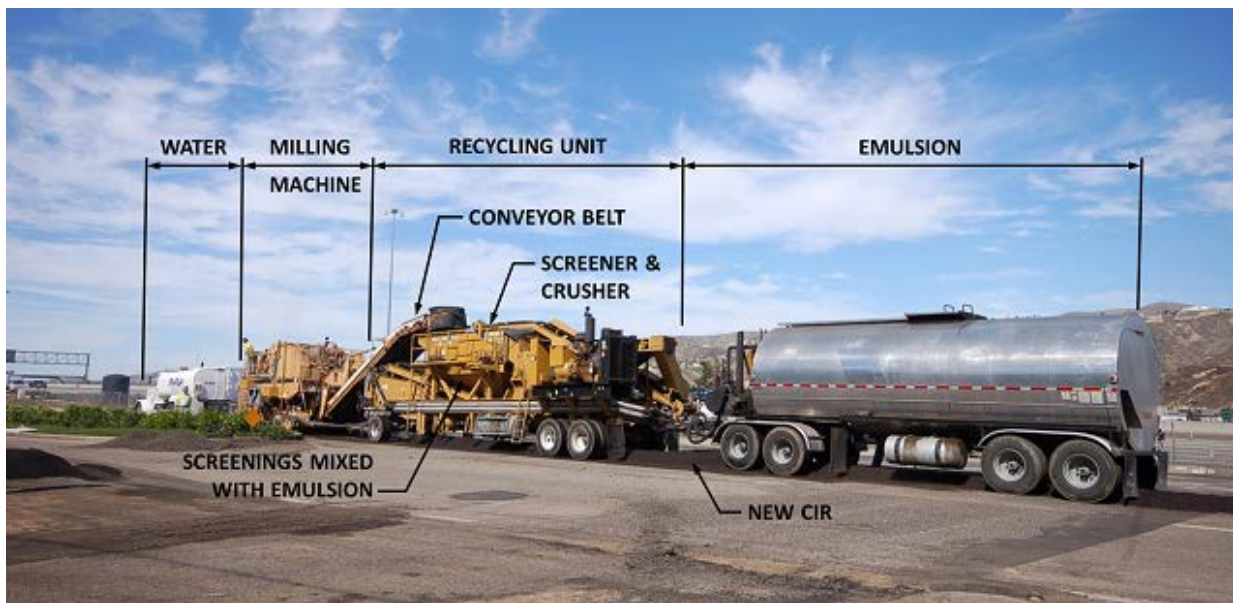 WATER
MILLING
MACHINE
RECYCLING UNIT
EMULSION
CONVEYOR BELT
SCREENER &
CRUSHER
SCREENINGS MIXED
WITH EMULSION
NEW CIR